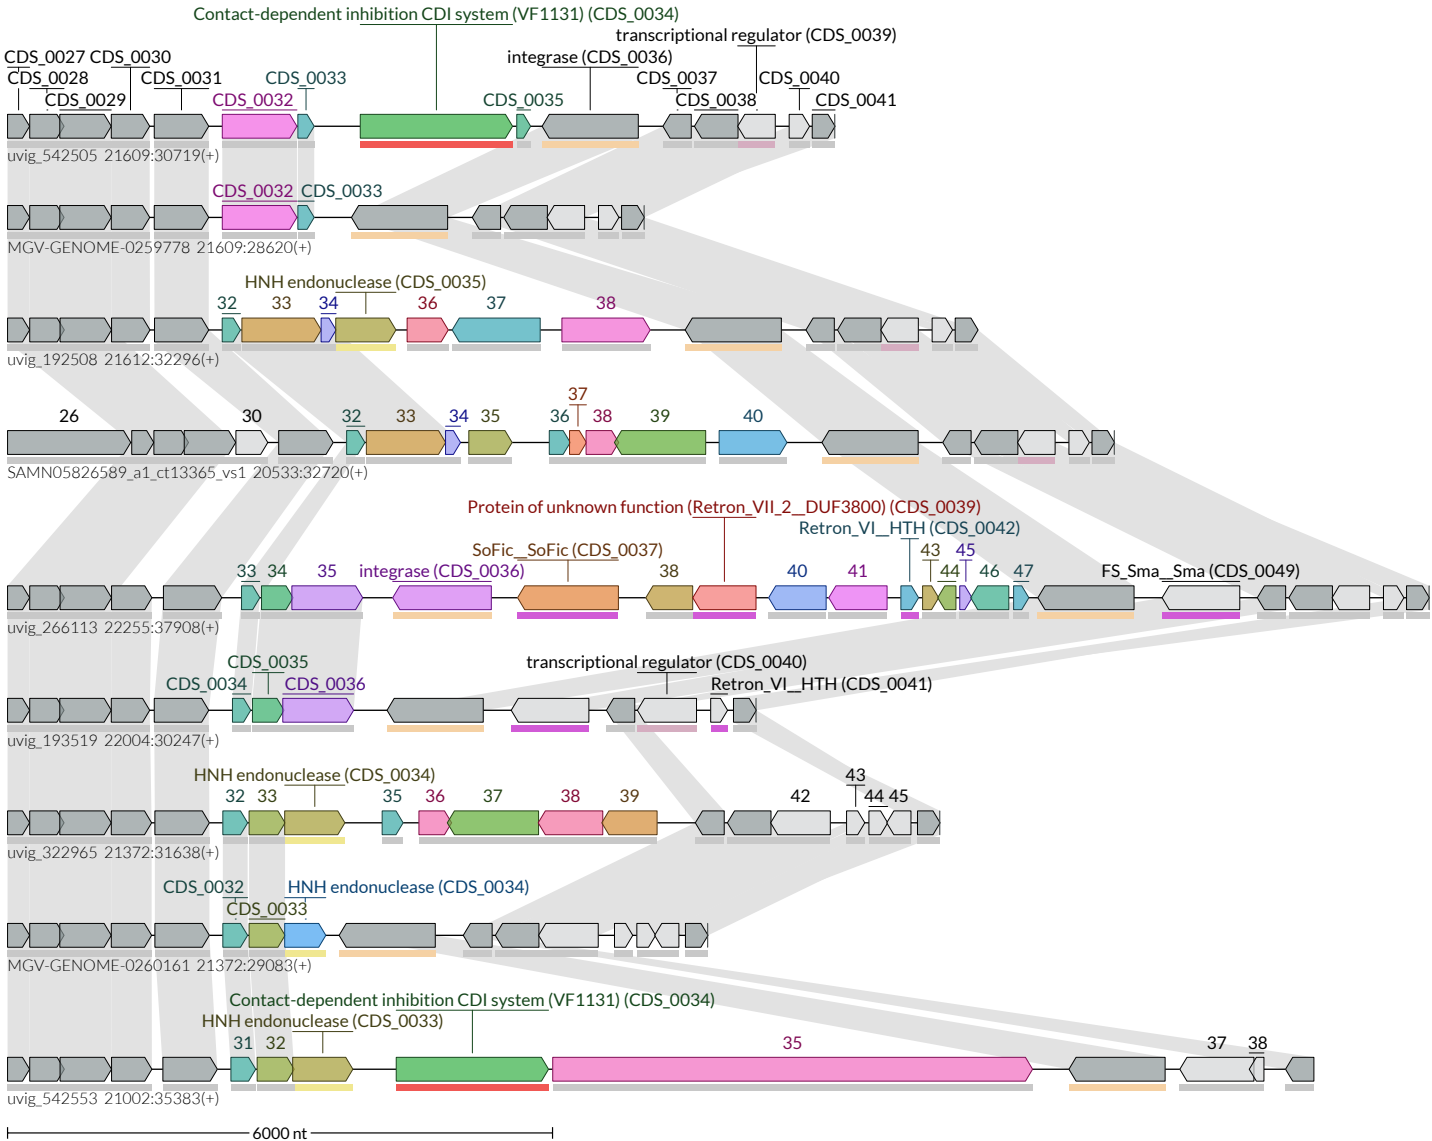 Contact-dependent inhibition CDI system (VF1131) (CDS_0034)
transcriptional regulator (CDS_0039)
CDS_0027 CDS_0030 integrase (CDS_0036)
CDS_0028 CDS_0031 CDS_0033 CDS_0037 CDS_0040
CDS_0029 CDS_0032 CDS_0035 CDS_0038 CDS_0041
uvig_542505 21609:30719(+)
CDS_0032 CDS_0033
MGV-GENOME-0259778 21609:28620(+)
HNH endonuclease (CDS_0035)
32 33 34 36 37 38
uvig_192508 21612:32296(+)
37
26 30 32 33 34 35 36 38 39 40
SAMN05826589_a1_ct13365_vs1 20533:32720(+)
Protein of unknown function (Retron_VII_2__DUF3800) (CDS_0039)
Retron_VI__HTH (CDS_0042)
SoFic__SoFic (CDS_0037) 43 45
33 34 35 integrase (CDS_0036) 38 40 41 44 46 47 FS_Sma__Sma (CDS_0049)
uvig_266113 22255:37908(+)
CDS_0035 transcriptional regulator (CDS_0040)
CDS_0034 CDS_0036 Retron_VI__HTH (CDS_0041)
uvig_193519 22004:30247(+)
HNH endonuclease (CDS_0034) 43
32 33 35 36 37 38 39 42 44 45
uvig_322965 21372:31638(+)
CDS_0032 HNH endonuclease (CDS_0034)
CDS_0033
MGV-GENOME-0260161 21372:29083(+)
Contact-dependent inhibition CDI system (VF1131) (CDS_0034)
HNH endonuclease (CDS_0033)
31 32 35 37 38
uvig_542553 21002:35383(+)
6000 nt